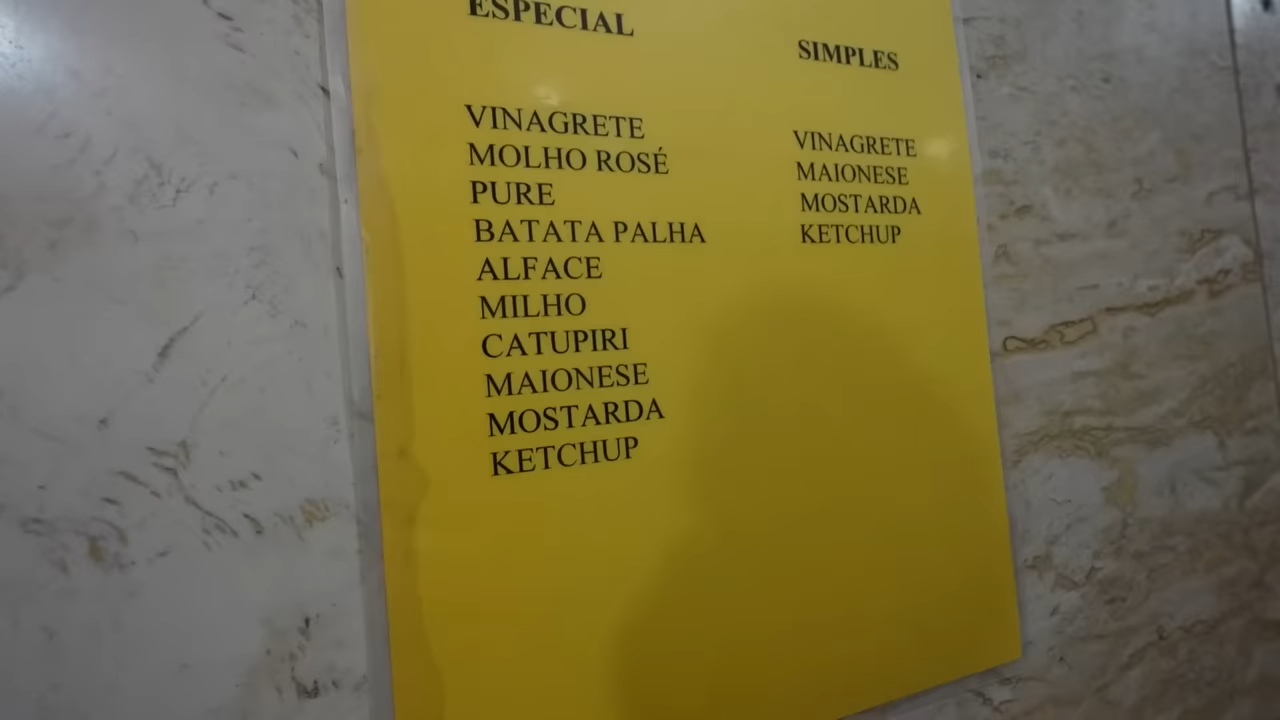 ESPECIAL
VINAGRETE
MOLHO ROSÉ
PURE
BATATA PALHA
ALFACE
MILHO
CATUPIRI
MAIONESE
MOSTARDA
KETCHUP
SIMPLES
VINAGRETE
MAIONESE
MOSTARDA
KETCHUP